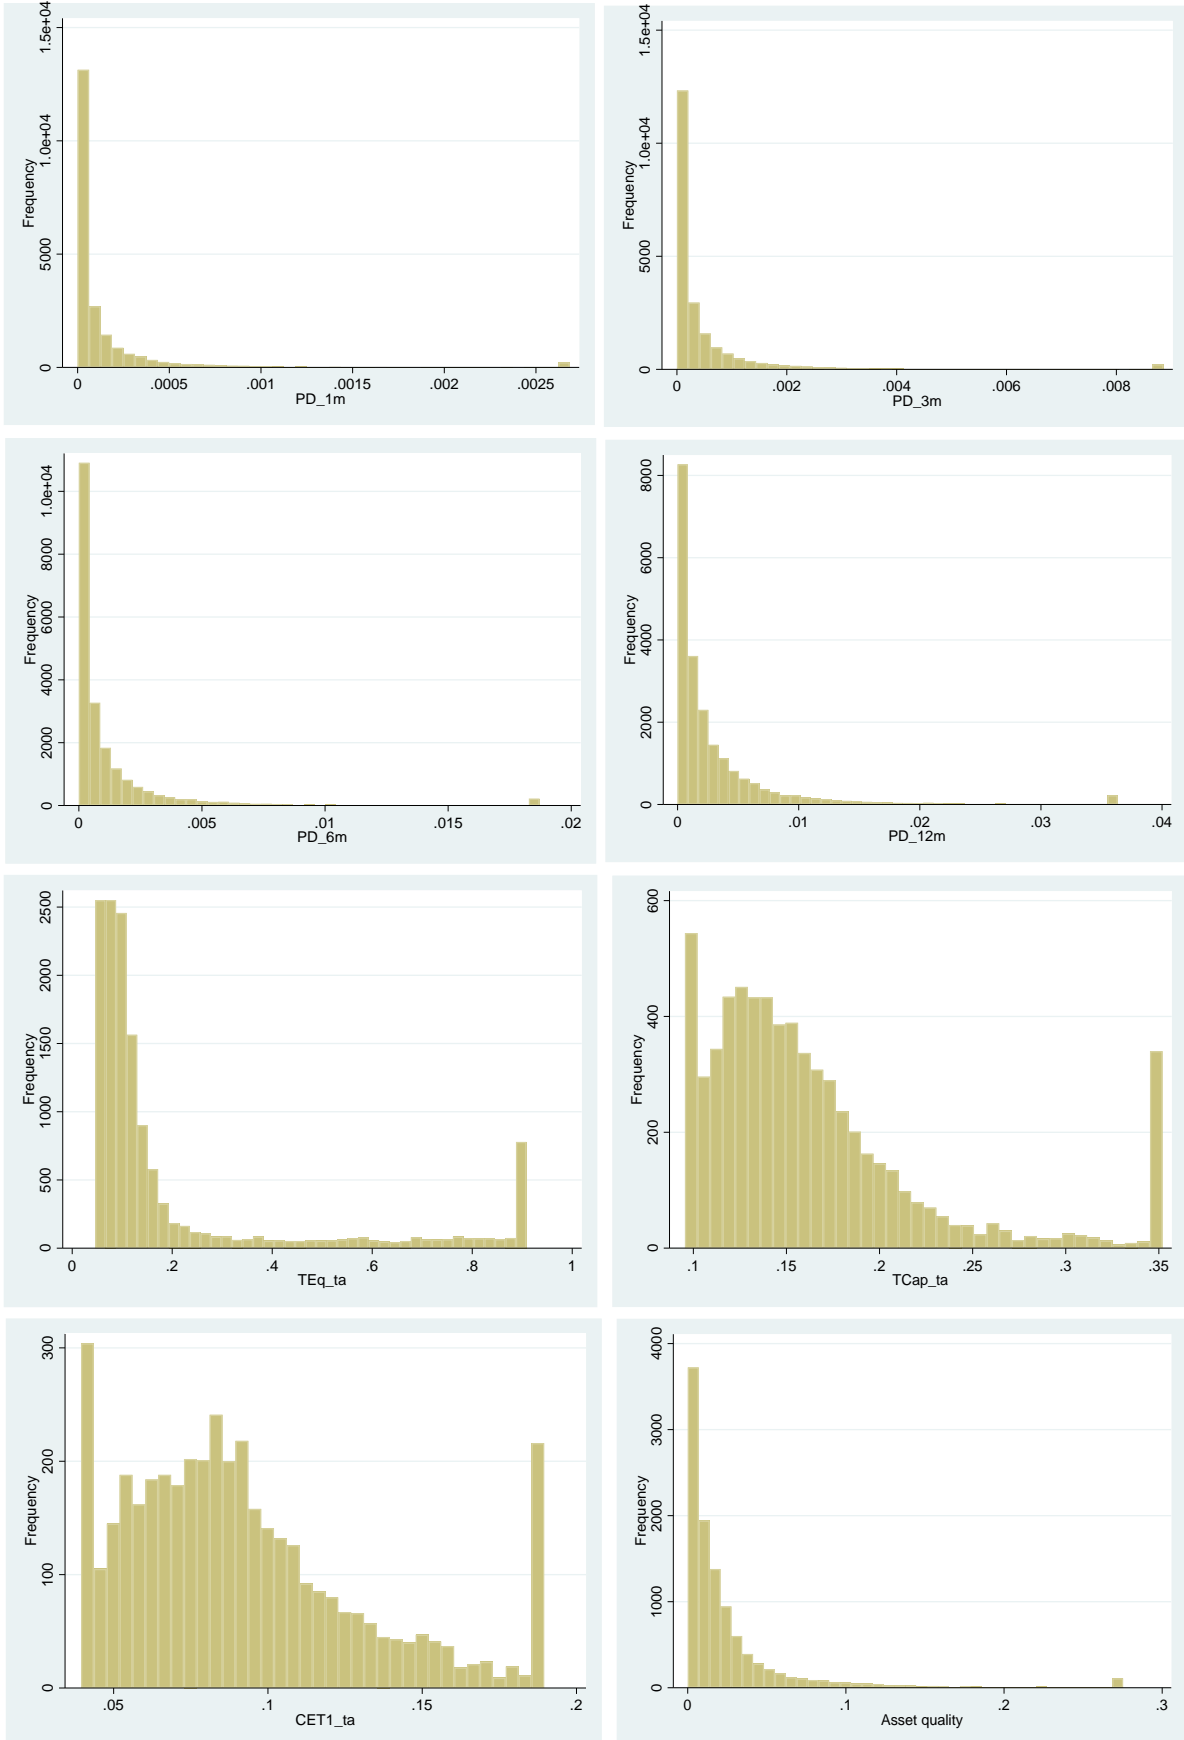 Frequency
0 5000 1.0e+04 1.5e+04
0 .0005 .001 .0015 .002 .0025
PD_1m
Frequency
0 5000 1.0e+04 1.5e+04
0 .002 .004 .006 .008
PD_3m
Frequency
0 2000 4000 6000 8000 1.0e+04
0 .005 .01 .015 .02
PD_6m
Frequency
0 2000 4000 6000 8000
0 .01 .02 .03 .04
PD_12m
Frequency
0 500 1000 1500 2000 2500
0 .2 .4 .6 .8 1
TEq_ta
Frequency
0 200 400 600
.1 .15 .2 .25 .3 .35
TCap_ta
Frequency
0 100 200 300
.05 .1 .15 .2
CET1_ta
Frequency
0 1000 2000 3000 4000
0 .1 .2 .3
Asset quality